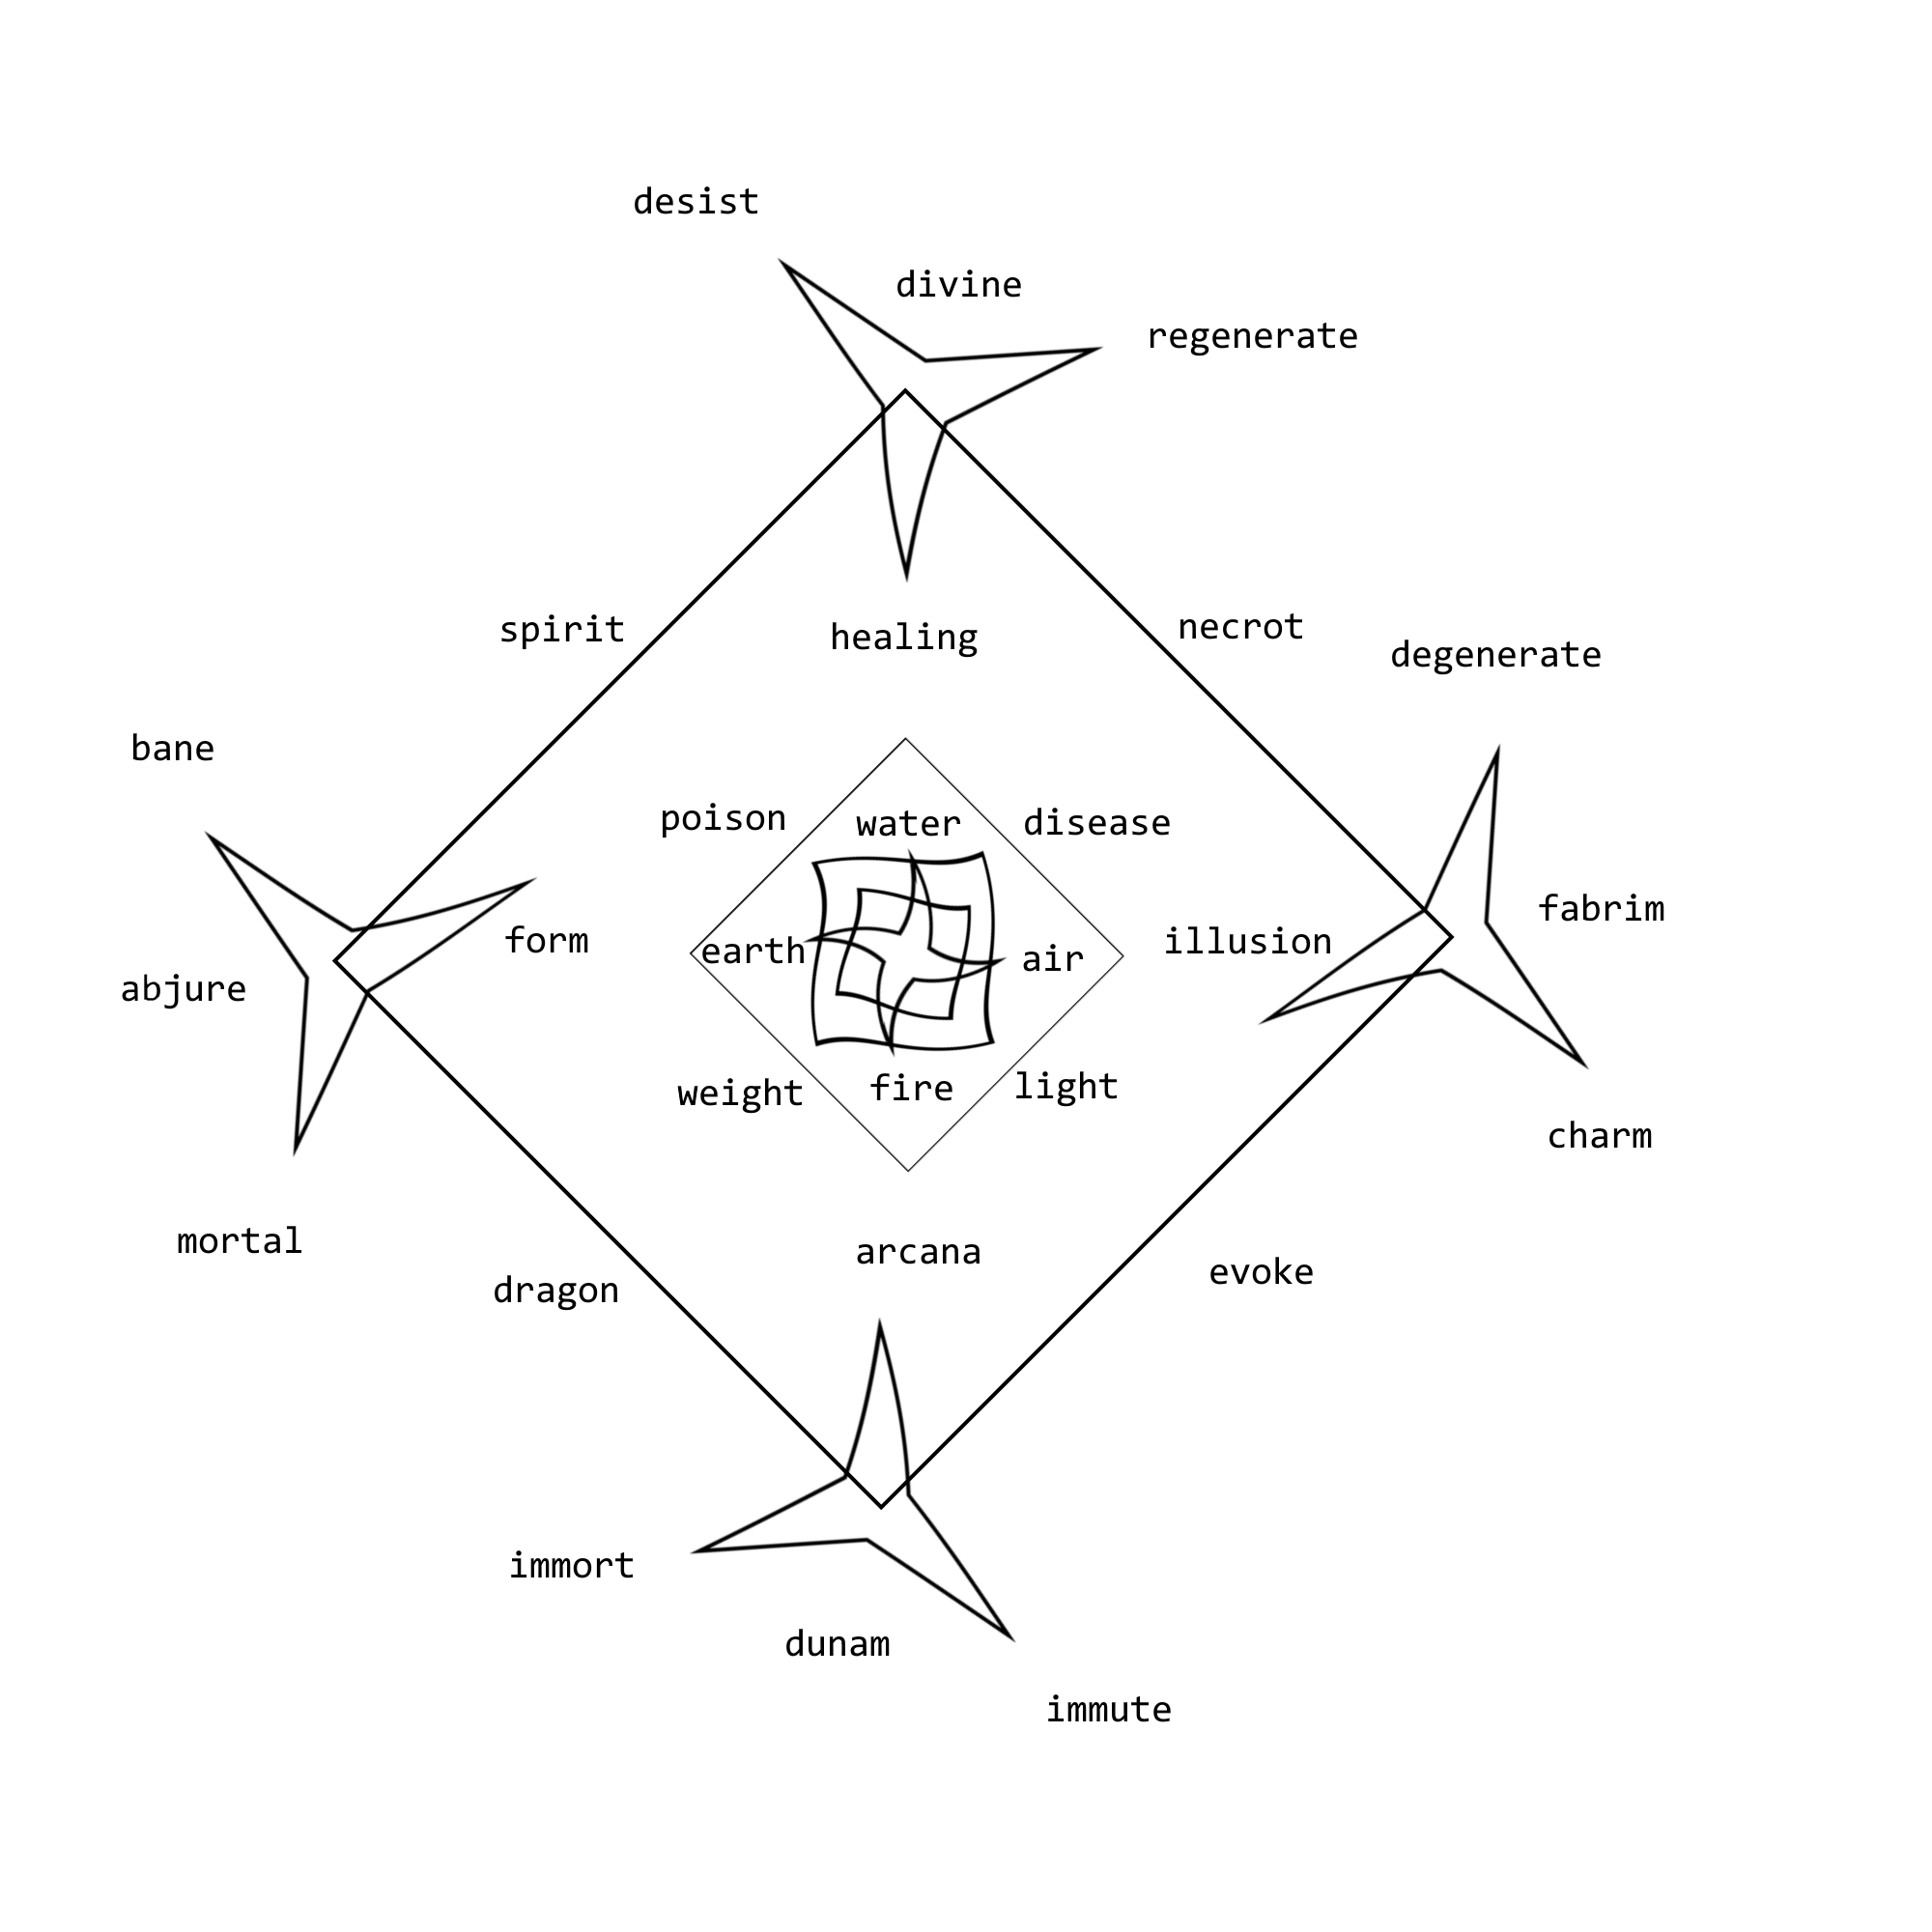 desist
divine
regenerate
spirit
healing
necrot
degenerate
bane
poison
water
disease
fabrim
form
earth
air
illusion
abjure
weight
fire
light
charm
mortal
dragon
arcana
evoke
immort
dunam
immute